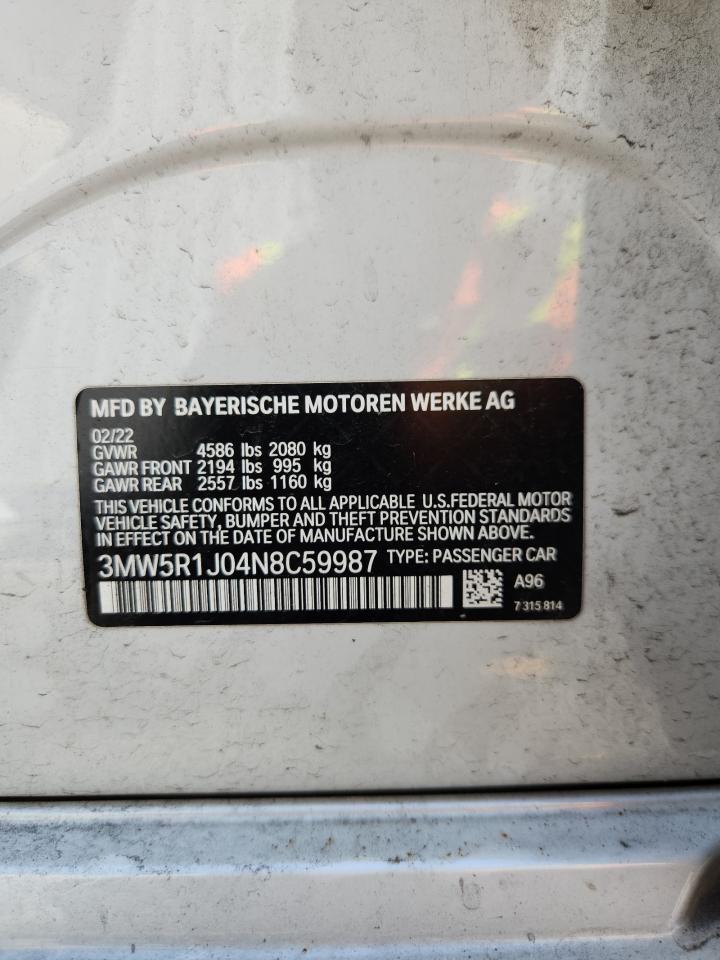 MFD BY BAYERISCHE MOTOREN WERKE AG
02/22
GVWR 4586 lbs 2080 kg
GAWR FRONT 2194 lbs 995 kg
GAWR REAR 2557 lbs 1160 kg
THIS VEHICLE CONFORMS TO ALL APPLICABLE U.S.FEDERAL MOTOR
VEHICLE SAFETY, BUMPER AND THEFT PREVENTION STANDARDS
IN EFFECT ON THE DATE OF MANUFACTURE SHOWN ABOVE.
3MW5R1J04N8C59987 TYPE: PASSENGER CAR
A96
7 315 814